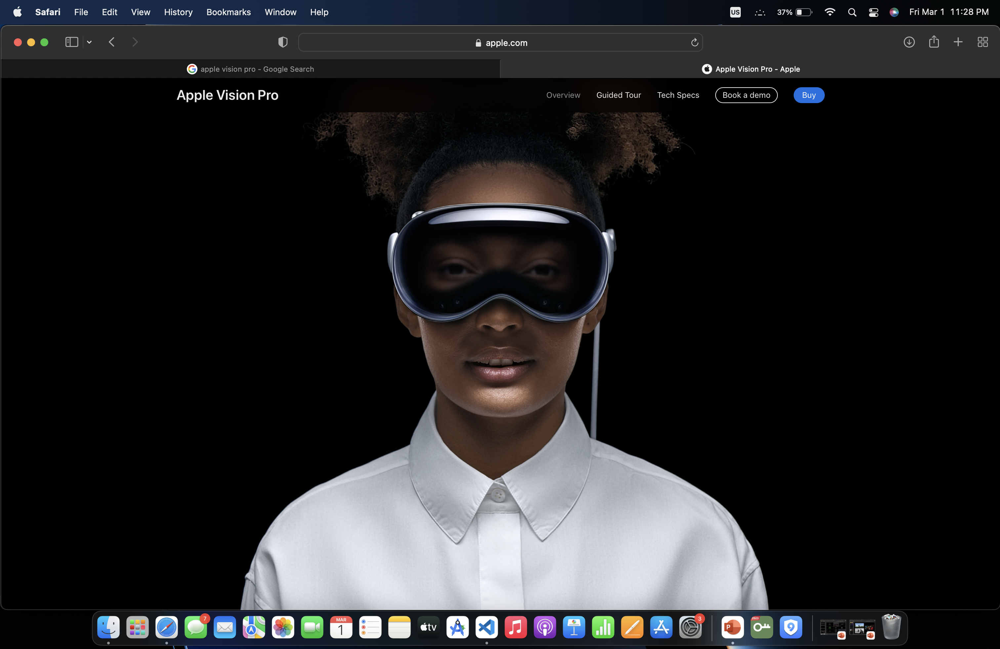 Safari File Edit View History Bookmarks Window Help US 37% Fri Mar 1 11:28 PM
apple.com
apple vision pro - Google Search Apple Vision Pro - Apple
Apple Vision Pro Overview Guided Tour Tech Specs Book a demo Buy
7 MAR 1 tv 3 P 2023 9